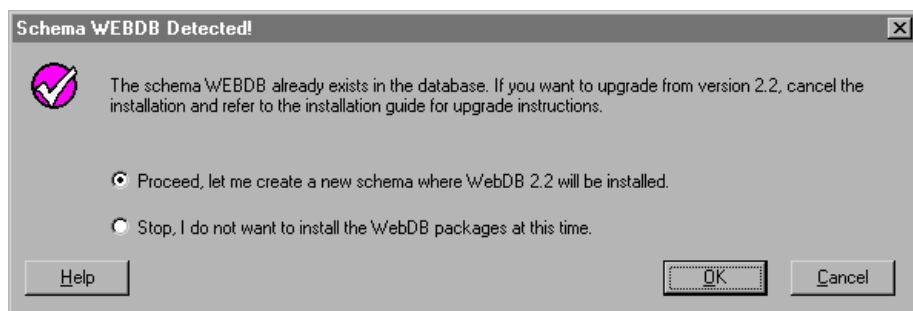 Schema WEBDB Detected!
The schema WEBDB already exists in the database. If you want to upgrade from version 2.2, cancel the
installation and refer to the installation guide for upgrade instructions.
Proceed, let me create a new schema where WebDB 2.2 will be installed.
Stop, I do not want to install the WebDB packages at this time.
Help
OK
Cancel